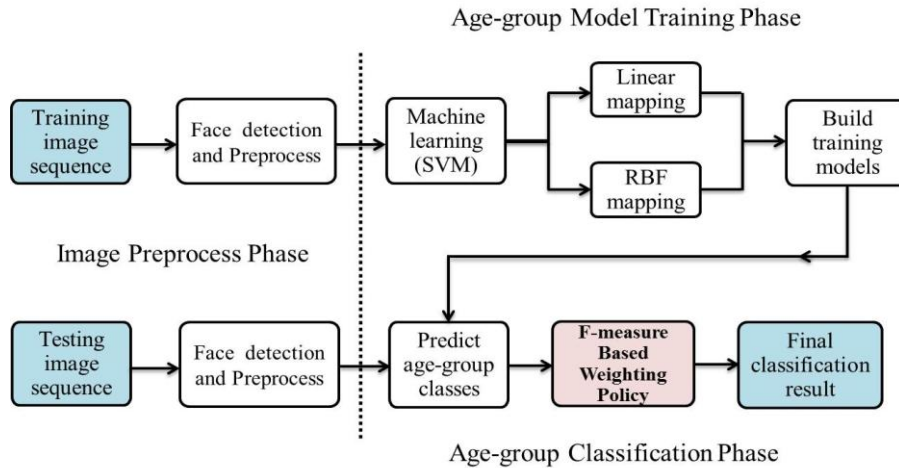 Age-group Model Training Phase
Training
image
sequence
Face detection
and Preprocess
Machine
learning
(SVM)
Linear
mapping
RBF
mapping
Build
training
models
Image Preprocess Phase
Testing
image
sequence
Face detection
and Preprocess
Predict
age-group
classes
F-measure
Based
Weighting
Policy
Final
classification
result
Age-group Classification Phase